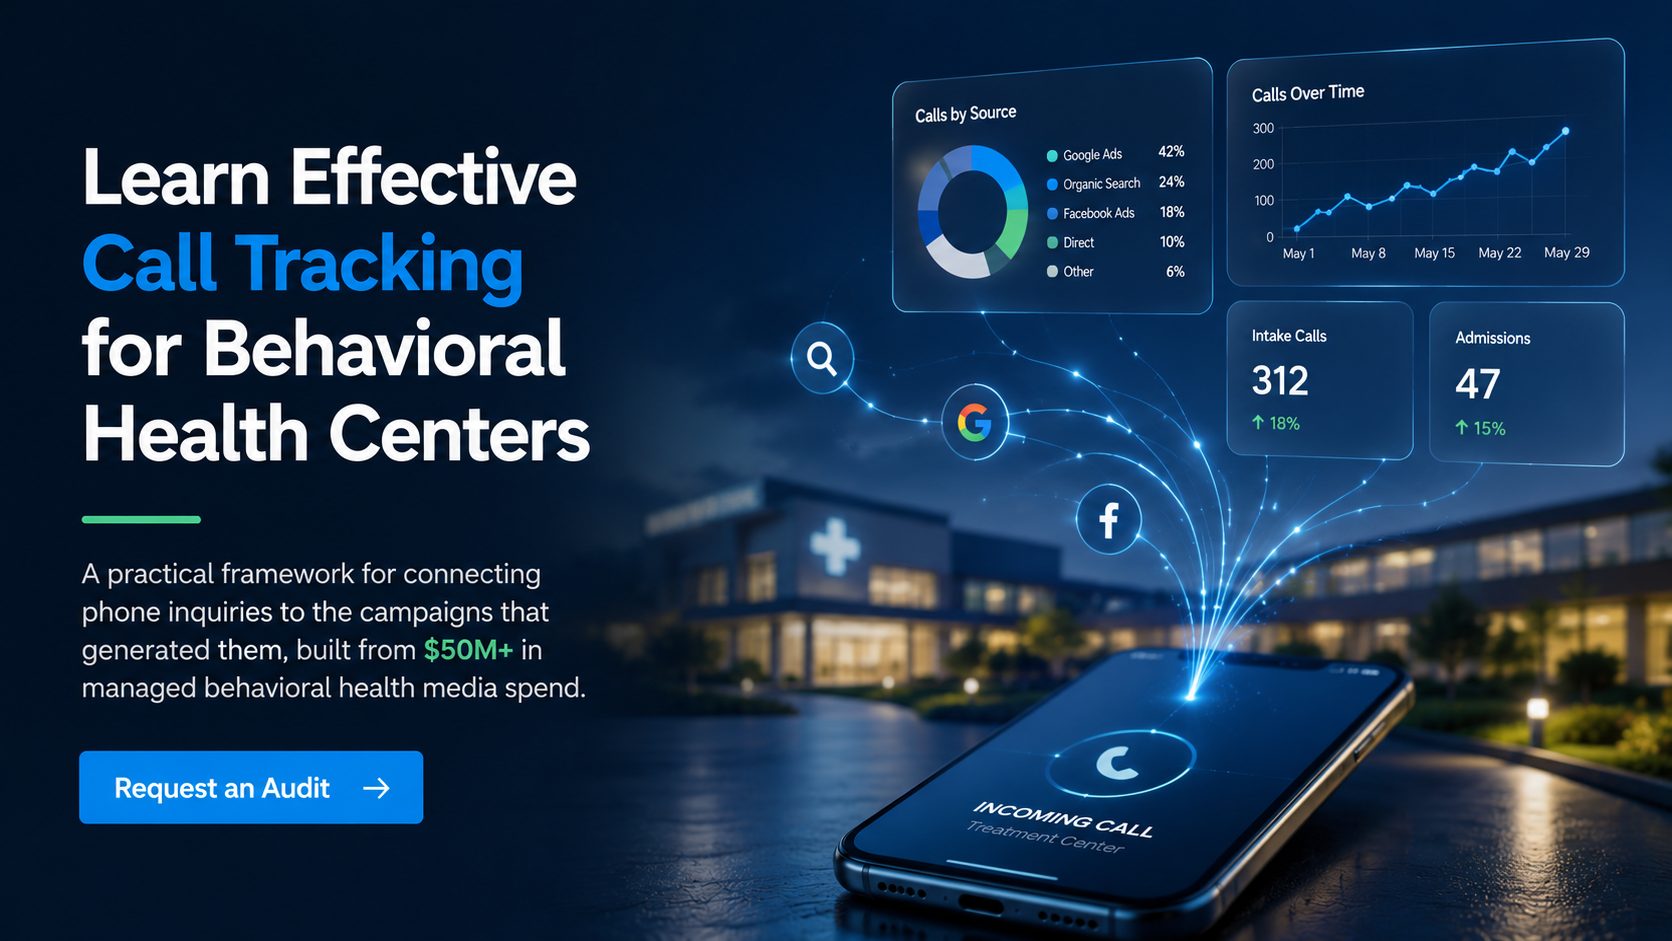 Learn Effective
Call Tracking
for Behavioral
Health Centers
A practical framework for connecting
phone inquiries to the campaigns that
generated them, built from $50M+ in
managed behavioral health media spend.
Request an Audit →
Calls by Source
Google Ads 42%
Organic Search 24%
Facebook Ads 18%
Direct 10%
Other 6%
Calls Over Time
300
200
100
0
May 1 May 8 May 15 May 22 May 29
Intake Calls
312
↑ 18%
Admissions
47
↑ 15%
INCOMING CALL
Treatment Center